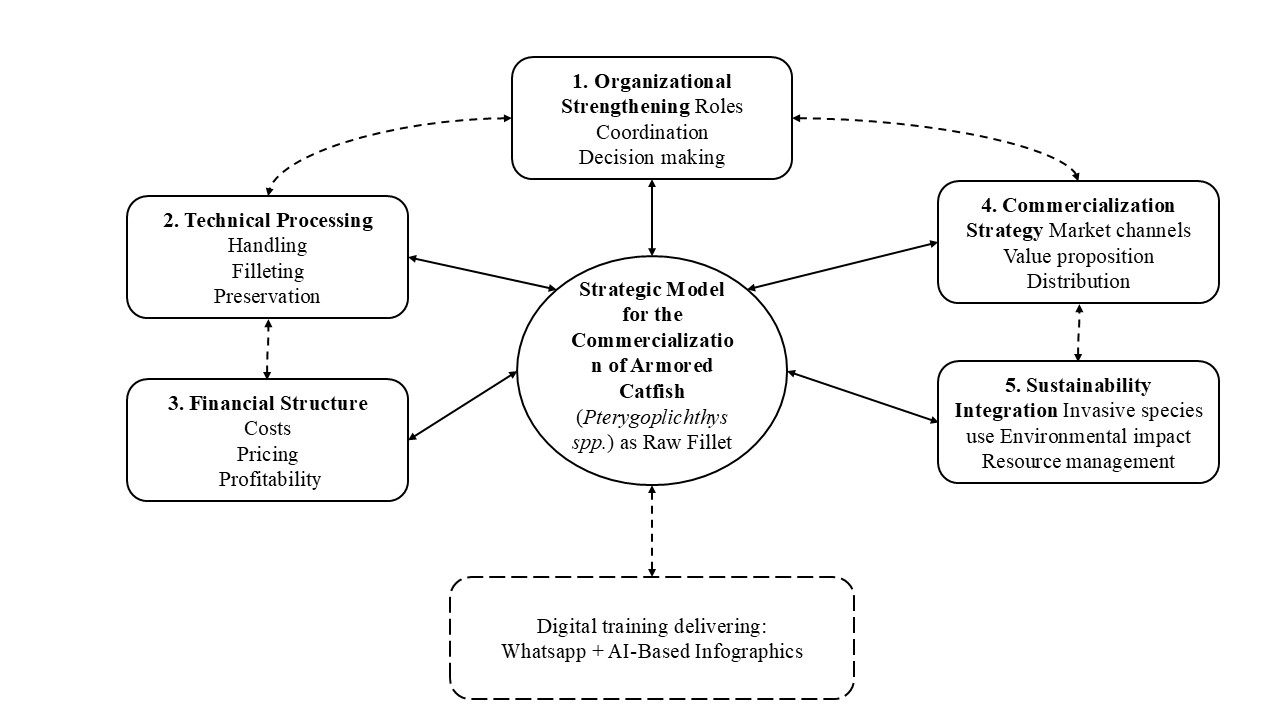 1. Organizational
Strengthening Roles
Coordination
Decision making
2. Technical Processing
Handling
Filleting
Preservation
3. Financial Structure
Costs
Pricing
Profitability
Strategic Model
for the
Commercializatio
n of Armored
Catfish
(Pterygoplichthys
spp.) as Raw Fillet
4. Commercialization
Strategy Market channels
Value proposition
Distribution
5. Sustainability
Integration Invasive species
use Environmental impact
Resource management
Digital training delivering:
Whatsapp + AI-Based Infographics